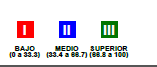 I II III
BAJO MEDIO SUPERIOR
(0 a 33.3) (33.4 a 66.7) (66.8 a 100)